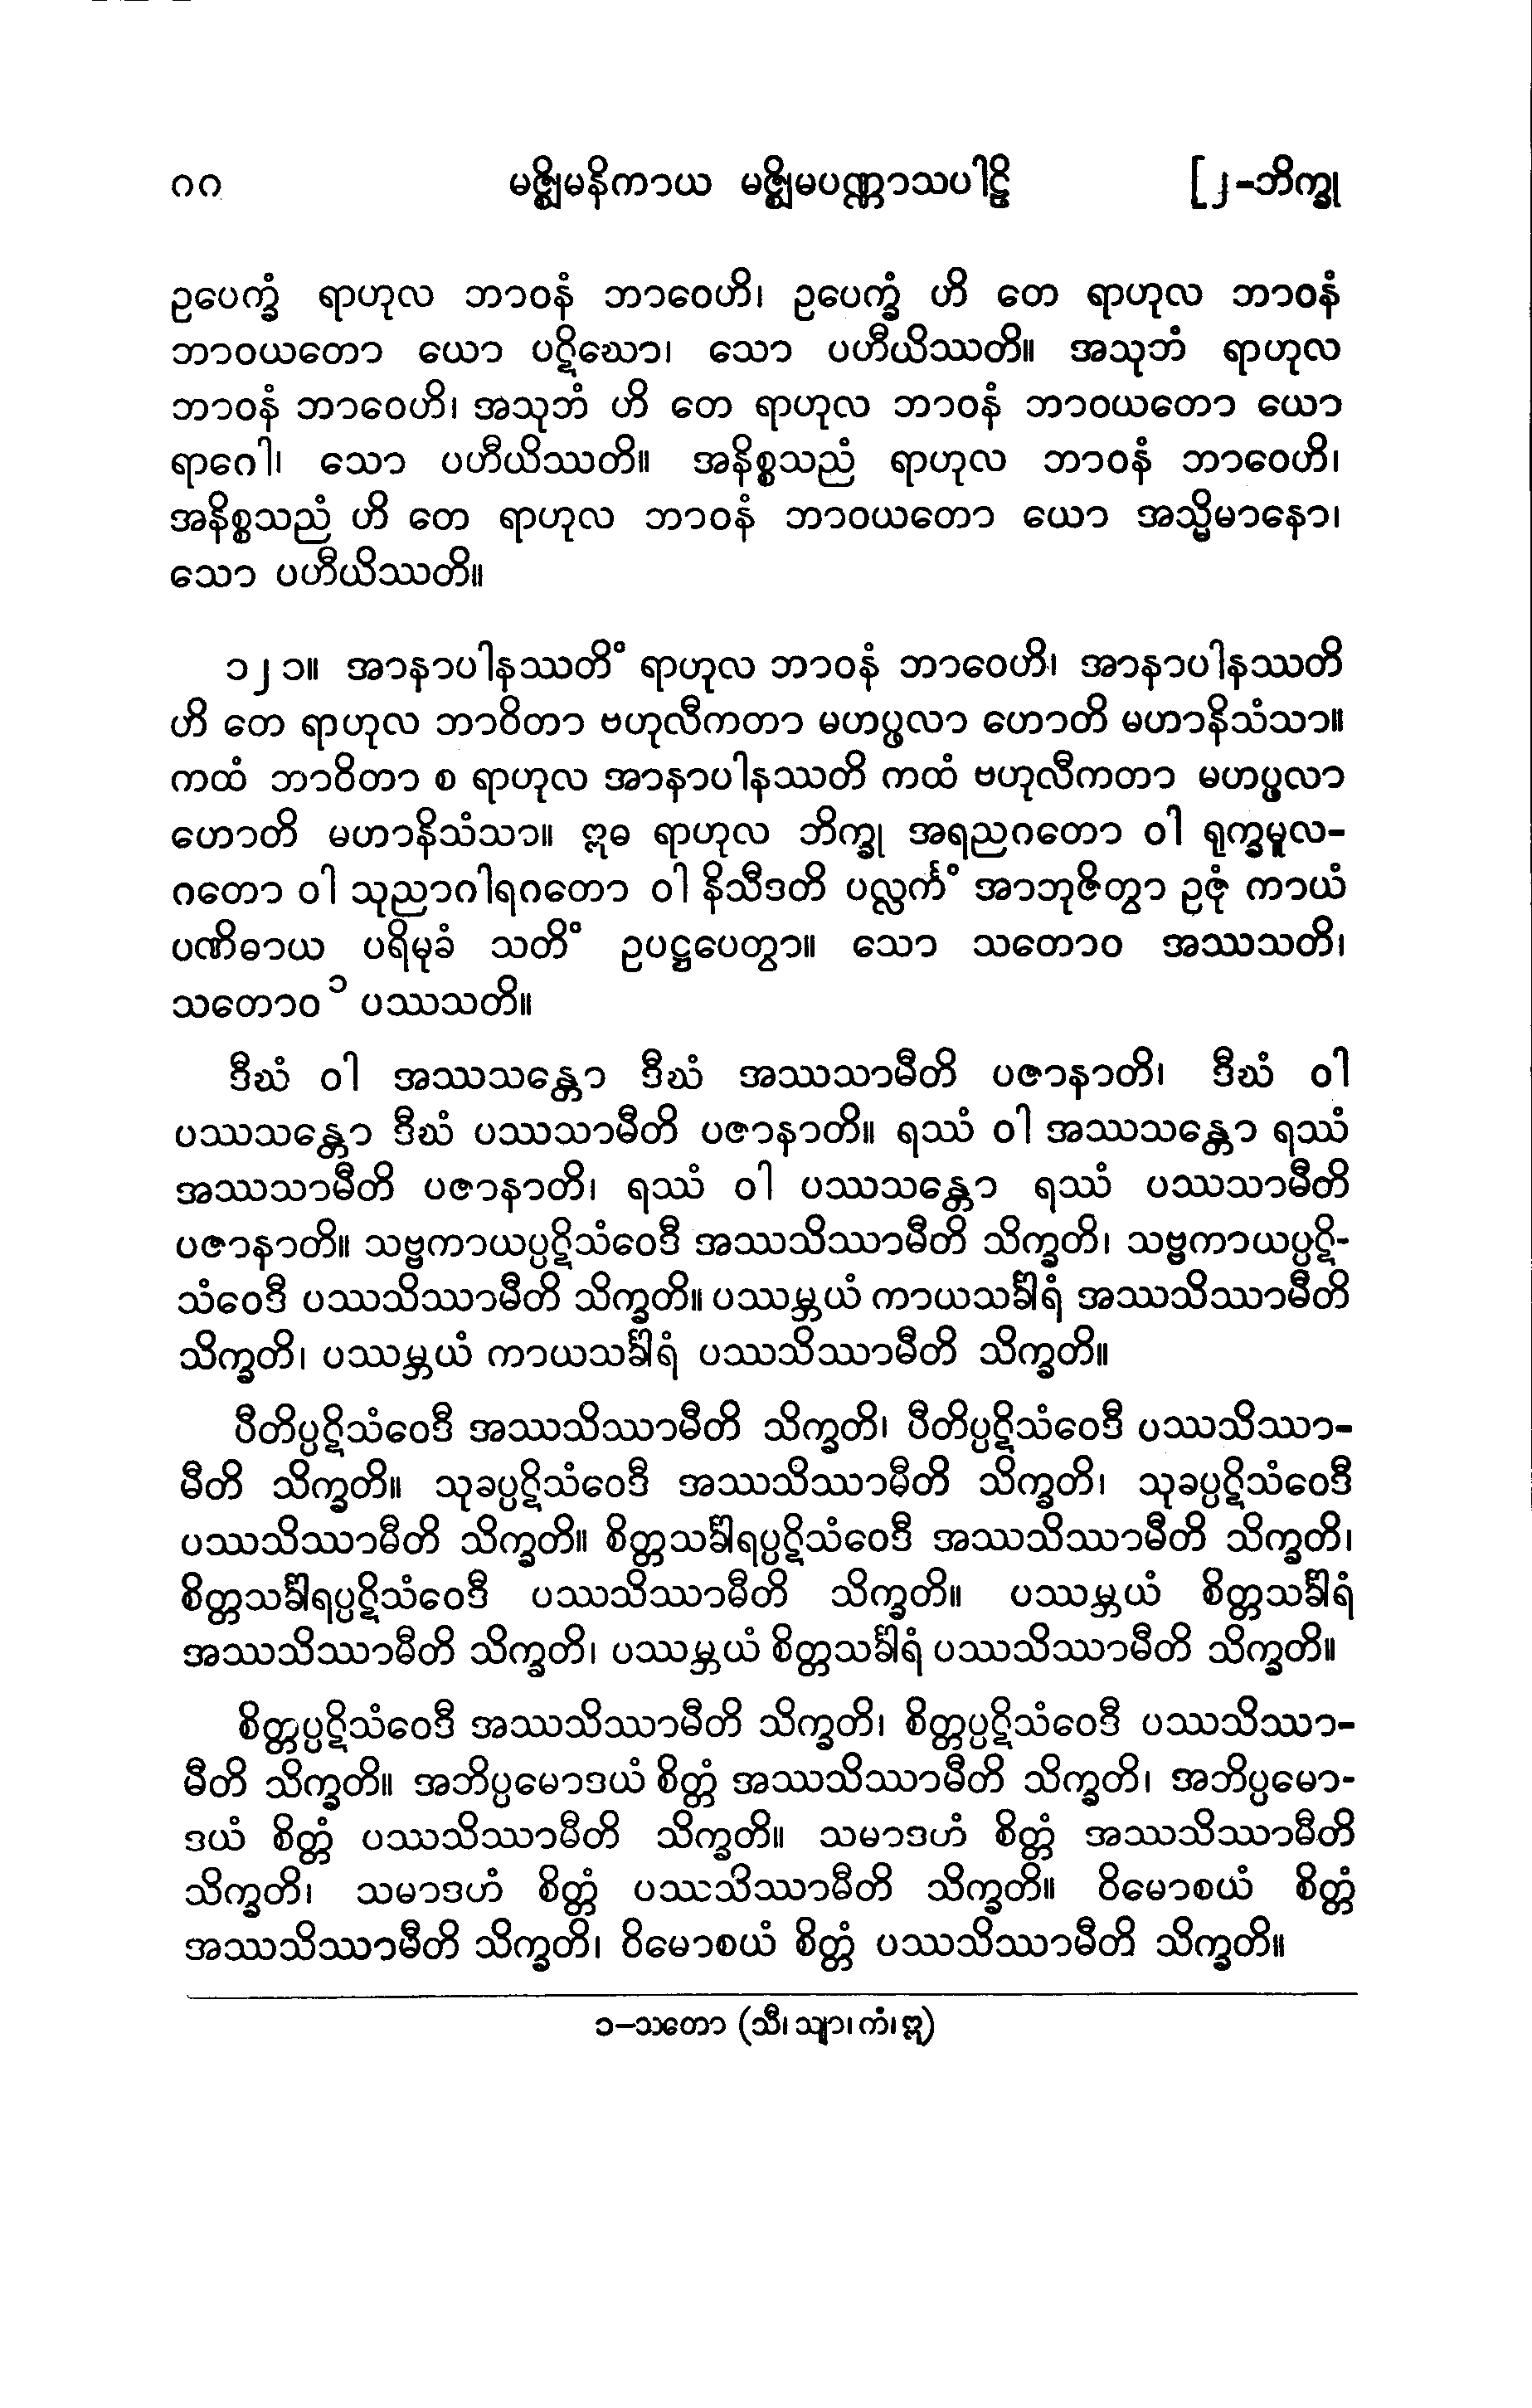 ၈၈ မဇ္ဈိမနိကာယ မဇ္ဈိမပဏ္ဏာသပါဠိ [၂-ဘိက္ခု
ဥပေက္ခံ ရာဟုလ ဘာဝနံ ဘာဝေဟိ၊ ဥပေက္ခံ ဟိ တေ ရာဟုလ ဘာဝနံ
ဘာဝယတော ယော ပဋိဃော၊ သော ပဟီယိဿတိ။ အသုဘံ ရာဟုလ
ဘာဝနံ ဘာဝေဟိ၊ အသုဘံ ဟိ တေ ရာဟုလ ဘာဝနံ ဘာဝယတော ယော
ရာဂေါ၊ သော ပဟီယိဿတိ။ အနိစ္စသညံ ရာဟုလ ဘာဝနံ ဘာဝေဟိ၊
အနိစ္စသညံ ဟိ တေ ရာဟုလ ဘာဝနံ ဘာဝယတော ယော အသ္မိမာနော၊
သော ပဟီယိဿတိ။
၁၂၁။ အာနာပါနဿတိံ ရာဟုလ ဘာဝနံ ဘာဝေဟိ၊ အာနာပါနဿတိ
ဟိ တေ ရာဟုလ ဘာဝိတာ ဗဟုလီကတာ မဟပ္ဖလာ ဟောတိ မဟာနိသံသာ။
ကထံ ဘာဝိတာ စ ရာဟုလ အာနာပါနဿတိ ကထံ ဗဟုလီကတာ မဟပ္ဖလာ
ဟောတိ မဟာနိသံသာ။ ဣဓ ရာဟုလ ဘိက္ခု အရညဂတော ဝါ ရုက္ခမူလ-
ဂတော ဝါ သုညာဂါရဂတော ဝါ နိသီဒတိ ပလ္လင်္ကံ အာဘုဇိတွာ ဥဇုံ ကာယံ
ပဏိဓာယ ပရိမုခံ သတိံ ဥပဋ္ဌပေတွာ။ သော သတောဝ အဿသတိ၊
သတောဝ ၁ ပဿသတိ။
ဒီဃံ ဝါ အဿသန္တော ဒီဃံ အဿသာမီတိ ပဇာနာတိ၊ ဒီဃံ ဝါ
ပဿသန္တော ဒီဃံ ပဿသာမီတိ ပဇာနာတိ။ ရဿံ ဝါ အဿသန္တော ရဿံ
အဿသာမီတိ ပဇာနာတိ၊ ရဿံ ဝါ ပဿသန္တော ရဿံ ပဿသာမီတိ
ပဇာနာတိ။ သဗ္ဗကာယပ္ပဋိသံဝေဒီ အဿသိဿာမီတိ သိက္ခတိ၊ သဗ္ဗကာယပ္ပဋိ-
သံဝေဒီ ပဿသိဿာမီတိ သိက္ခတိ။ ပဿမ္ဘယံ ကာယသင်္ခါရံ အဿသိဿာမီတိ
သိက္ခတိ၊ ပဿမ္ဘယံ ကာယသင်္ခါရံ ပဿသိဿာမီတိ သိက္ခတိ။
ပီတိပ္ပဋိသံဝေဒီ အဿသိဿာမီတိ သိက္ခတိ၊ ပီတိပ္ပဋိသံဝေဒီ ပဿသိဿာ-
မီတိ သိက္ခတိ။ သုခပ္ပဋိသံဝေဒီ အဿသိဿာမီတိ သိက္ခတိ၊ သုခပ္ပဋိသံဝေဒီ
ပဿသိဿာမီတိ သိက္ခတိ။ စိတ္တသင်္ခါရပ္ပဋိသံဝေဒီ အဿသိဿာမီတိ သိက္ခတိ၊
စိတ္တသင်္ခါရပ္ပဋိသံဝေဒီ ပဿသိဿာမီတိ သိက္ခတိ။ ပဿမ္ဘယံ စိတ္တသင်္ခါရံ
အဿသိဿာမီတိ သိက္ခတိ၊ ပဿမ္ဘယံ စိတ္တသင်္ခါရံ ပဿသိဿာမီတိ သိက္ခတိ။
စိတ္တပ္ပဋိသံဝေဒီ အဿသိဿာမီတိ သိက္ခတိ၊ စိတ္တပ္ပဋိသံဝေဒီ ပဿသိဿာ-
မီတိ သိက္ခတိ။ အဘိပ္ပမောဒယံ စိတ္တံ အဿသိဿာမီတိ သိက္ခတိ၊ အဘိပ္ပမော-
ဒယံ စိတ္တံ ပဿသိဿာမီတိ သိက္ခတိ။ သမာဒဟံ စိတ္တံ အဿသိဿာမီတိ
သိက္ခတိ၊ သမာဒဟံ စိတ္တံ ပဿသိဿာမီတိ သိက္ခတိ။ ဝိမောစယံ စိတ္တံ
အဿသိဿာမီတိ သိက္ခတိ၊ ဝိမောစယံ စိတ္တံ ပဿသိဿာမီတိ သိက္ခတိ။
၁-သတော (သီ၊ သျာ၊ ကံ၊ ဣ)